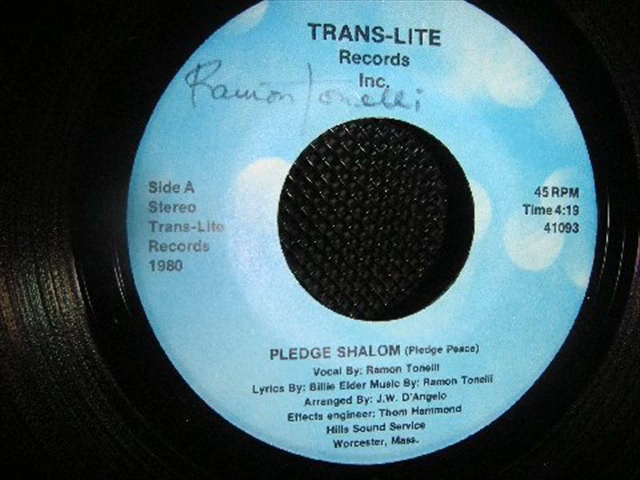 TRANS-LITE
Records
Inc.
Ramon Tonelli
Side A
Stereo
Trans-Lite
Records
1980
45 RPM
Time 4:19
41093
PLEDGE SHALOM (Pledge Peace)
Vocal By: Ramon Tonelli
Lyrics By: Billie Elder Music By: Ramon Tonelli
Arranged By: J.W. D'Angelo
Effects engineer: Thom Hammond
Hills Sound Service
Worcester, Mass.